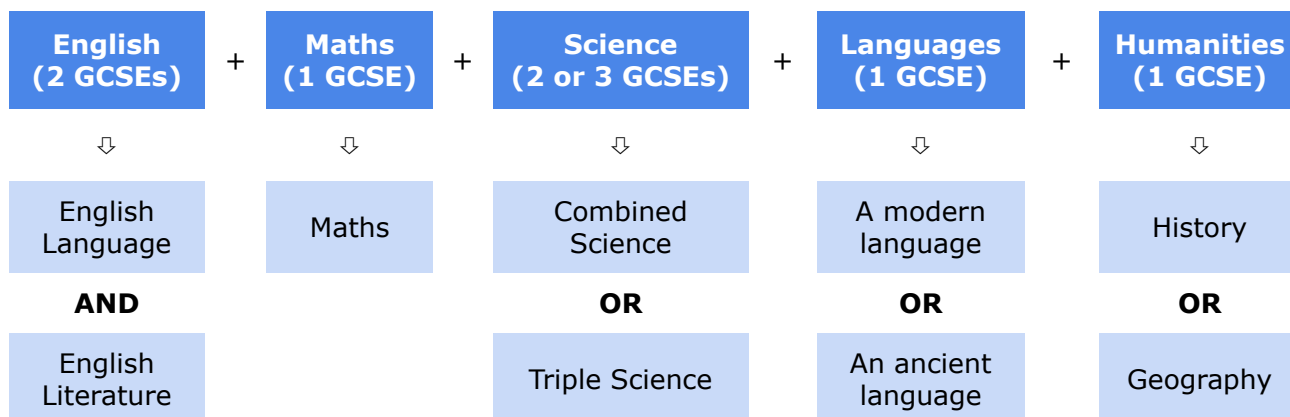 English
(2 GCSEs)
+
Maths
(1 GCSE)
+
Science
(2 or 3 GCSEs)
+
Languages
(1 GCSE)
+
Humanities
(1 GCSE)
⇩
⇩
⇩
⇩
⇩
English
Language
Maths
Combined
Science
A modern
language
History
AND
OR
OR
OR
English
Literature
Triple Science
An ancient
language
Geography